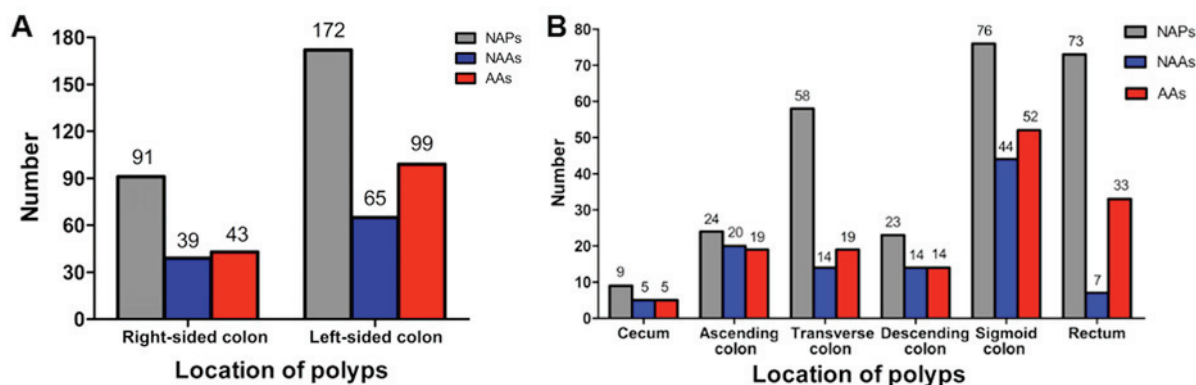 A
Number
180
150
120
90
60
30
0
91
39
43
172
65
99
NAPs
NAAs
AAs
Right-sided colon
Left-sided colon
Location of polyps
B
Number
80
70
60
50
40
30
20
10
0
9
5
5
24
20
19
58
14
19
23
14
14
76
44
52
73
7
33
NAPs
NAAs
AAs
Cecum
Ascending
colon
Transverse
colon
Descending
colon
Sigmoid
colon
Rectum
Location of polyps